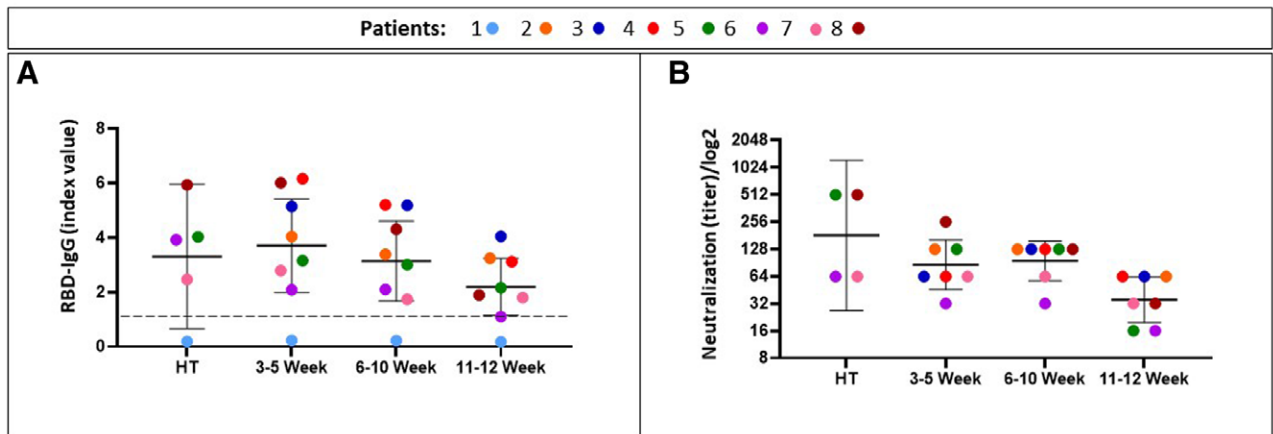 Patients: 1 2 3 4 5 6 7 8
A
RBD-IgG (index value)
8
6
4
2
0
HT 3-5 Week 6-10 Week 11-12 Week
B
Neutralization (titer)/log2
2048
1024
512
256
128
64
32
16
8
HT 3-5 Week 6-10 Week 11-12 Week